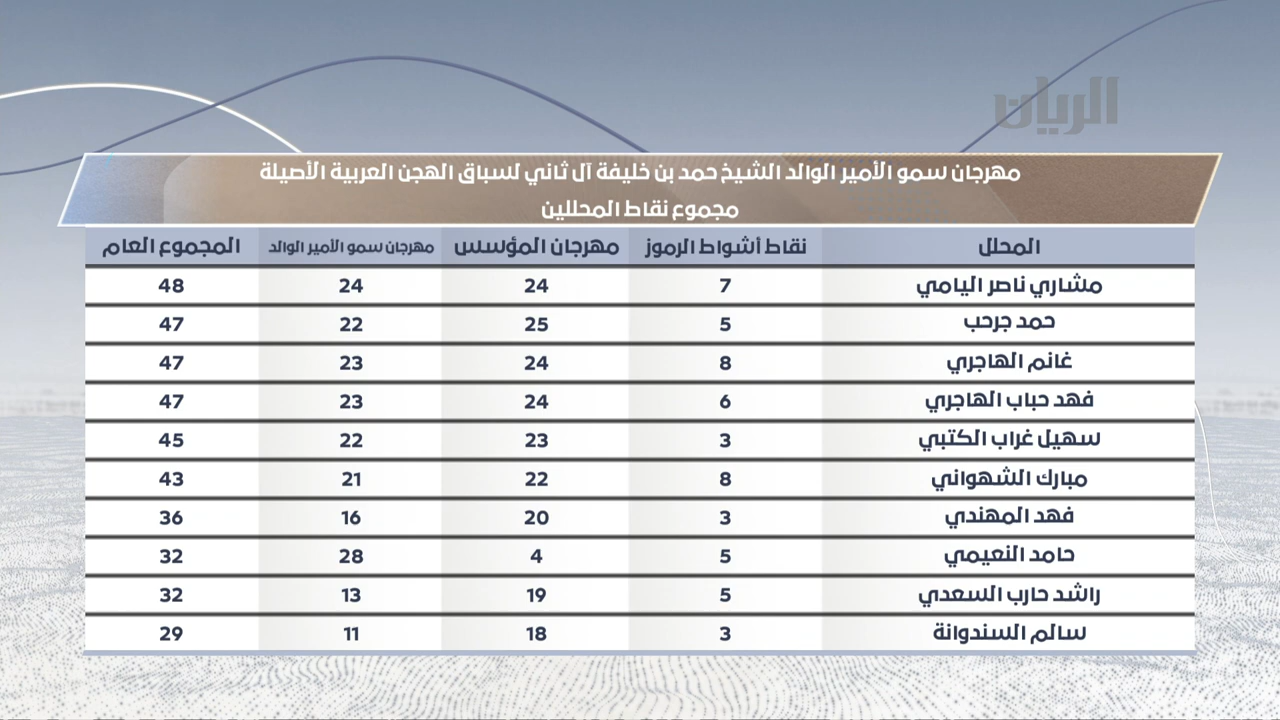 الريان
مهرجان سمو الأمير الوالد الشيخ حمد بن خليفة آل ثاني لسباق الهجن العربية الأصيلة
مجموع نقاط المحللين
المحلل نقاط أشواط الرموز مهرجان المؤسس مهرجان سمو الأمير الوالد المجموع العام
مشاري ناصر اليامي 7 24 24 48
حمد جرحب 5 25 22 47
غانم الهاجري 8 24 23 47
فهد حباب الهاجري 6 24 23 47
سهيل غراب الكتبي 3 23 22 45
مبارك الشهواني 8 22 21 43
فهد المهندي 3 20 16 36
حامد النعيمي 5 4 28 32
راشد حارب السعدي 5 19 13 32
سالم السندوانة 3 18 11 29